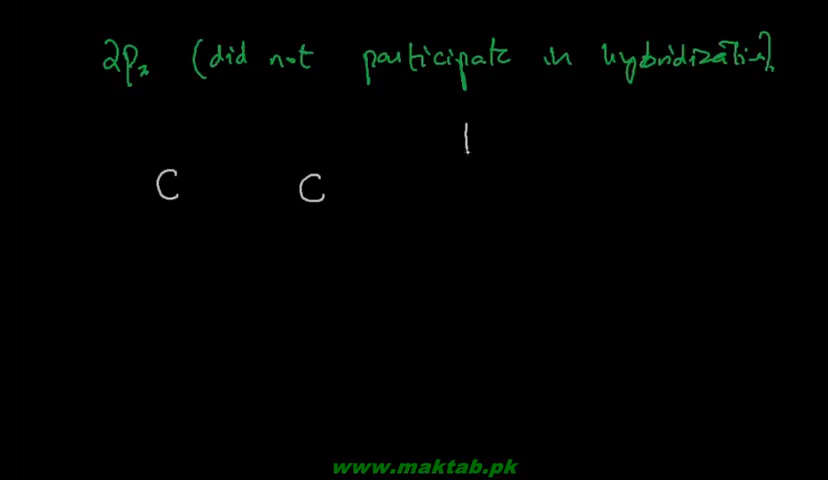 2pz (did not participate in hybridization).
C C
www.maktab.pk